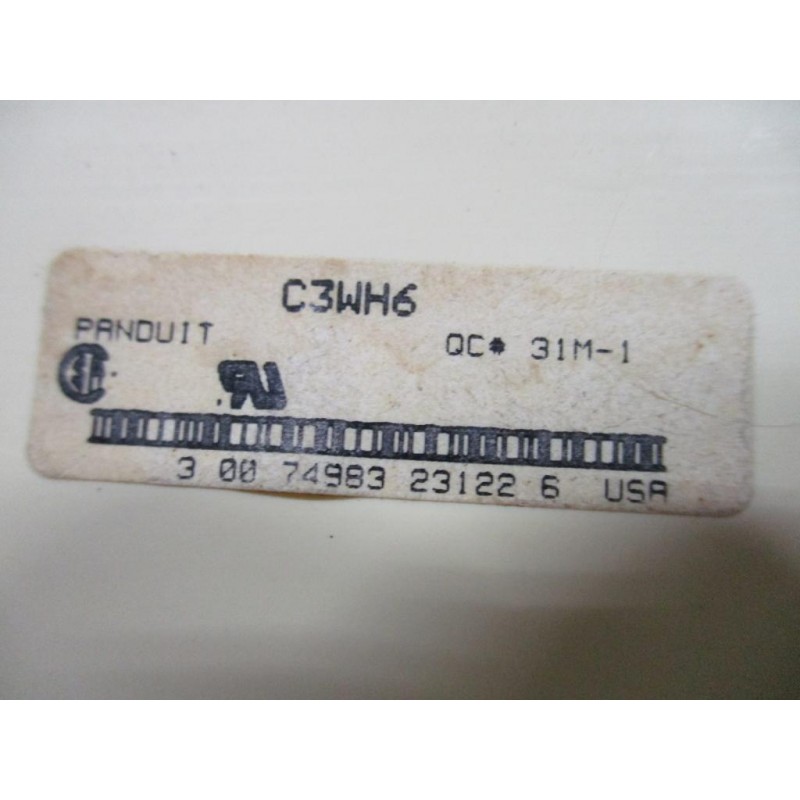 C3WH6
PANDUIT
QC# 31M-1
3 00 74983 23122 6 USA